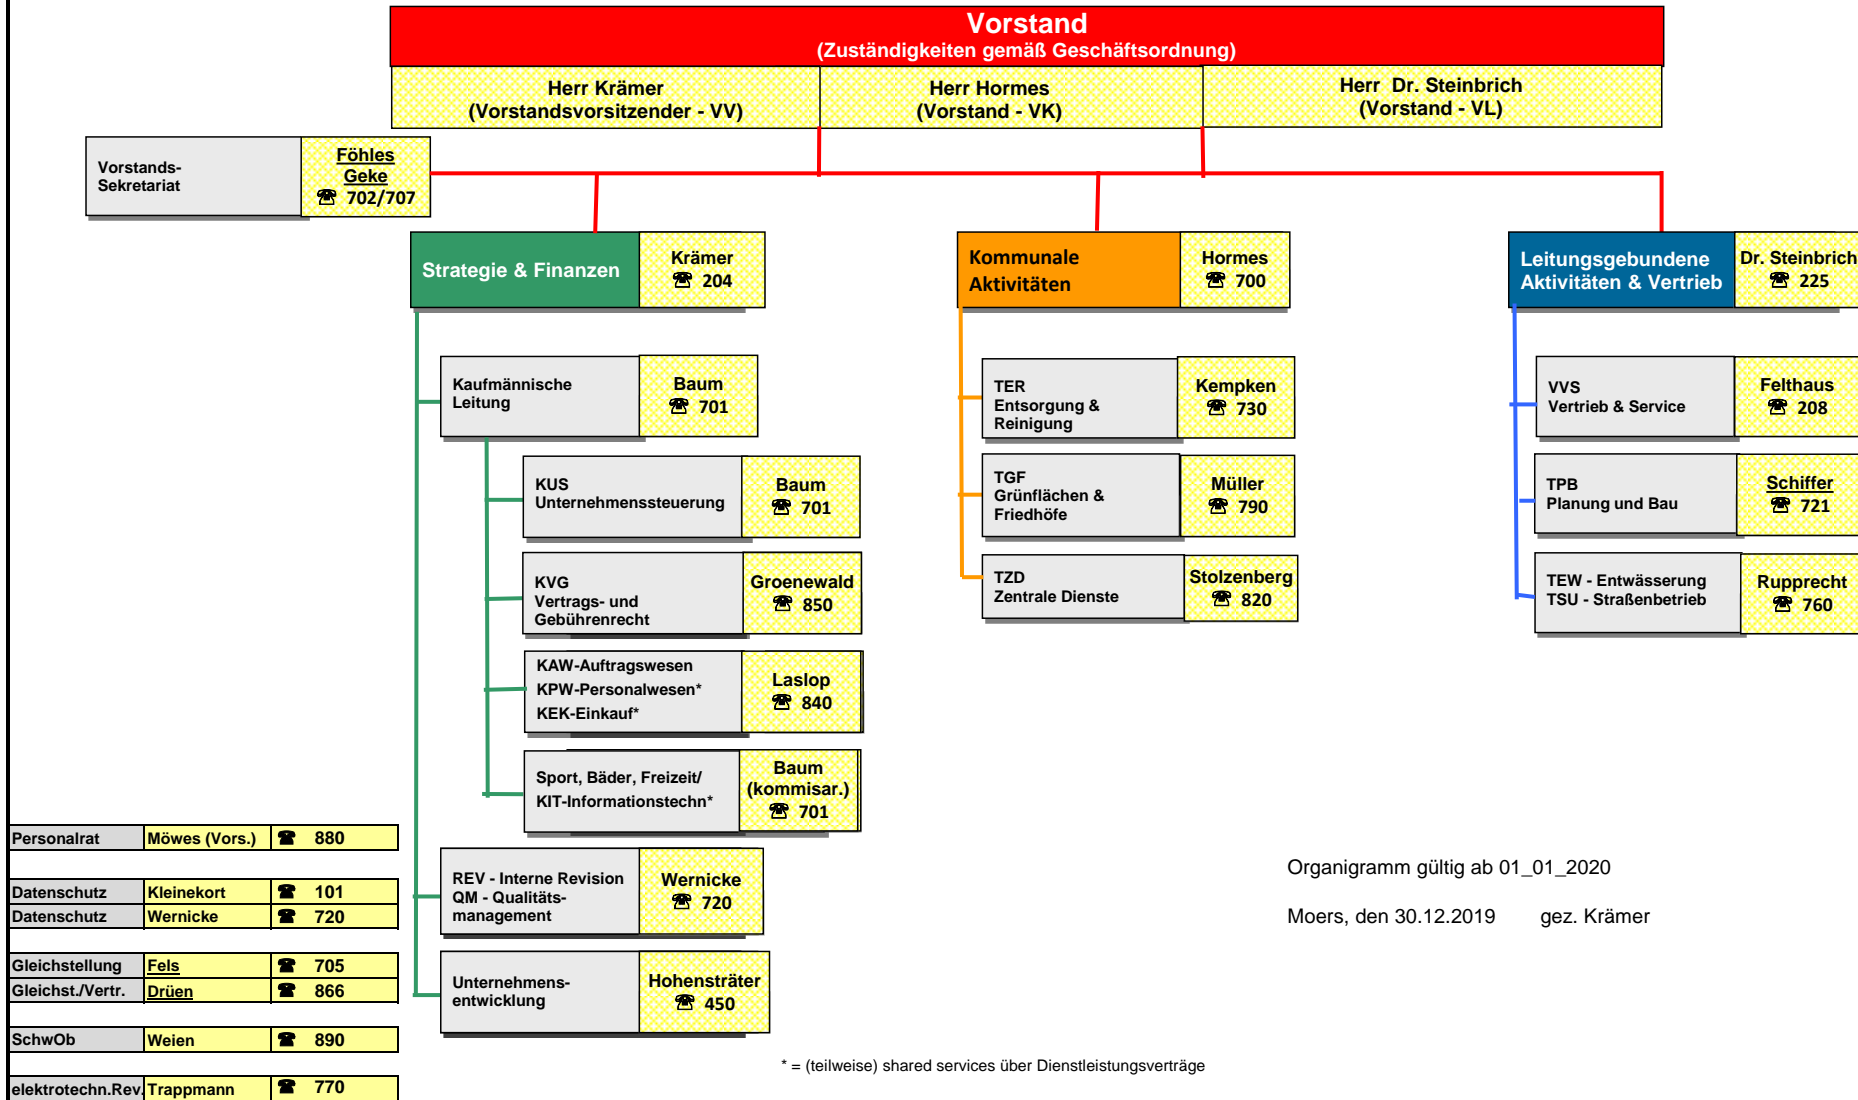 Vorstand
(Zuständigkeiten gemäß Geschäftsordnung)
Herr Krämer
(Vorstandsvorsitzender - VV)
Herr Hormes
(Vorstand - VK)
Herr Dr. Steinbrich
(Vorstand - VL)
Vorstands-
Sekretariat
Föhles
Geke
☎ 702/707
Strategie & Finanzen
Krämer
☎ 204
Kommunale
Aktivitäten
Hormes
☎ 700
Leitungsgebundene
Aktivitäten & Vertrieb
Dr. Steinbrich
☎ 225
Kaufmännische
Leitung
Baum
☎ 701
KUS
Unternehmenssteuerung
Baum
☎ 701
KVG
Vertrags- und
Gebührenrecht
Groenewald
☎ 850
KAW-Auftragswesen
KPW-Personalwesen*
KEK-Einkauf*
Laslop
☎ 840
Sport, Bäder, Freizeit/
KIT-Informationstechn*
Baum
(kommisar.)
☎ 701
REV - Interne Revision
QM - Qualitäts-
management
Wernicke
☎ 720
Unternehmens-
entwicklung
Hohensträter
☎ 450
TER
Entsorgung &
Reinigung
Kempken
☎ 730
TGF
Grünflächen &
Friedhöfe
Müller
☎ 790
TZD
Zentrale Dienste
Stolzenberg
☎ 820
VVS
Vertrieb & Service
Felthaus
☎ 208
TPB
Planung und Bau
Schiffer
☎ 721
TEW - Entwässerung
TSU - Straßenbetrieb
Rupprecht
☎ 760
Personalrat Möwes (Vors.) ☎ 880
Datenschutz Kleinekort ☎ 101
Datenschutz Wernicke ☎ 720
Gleichstellung Fels ☎ 705
Gleichst./Vertr. Drüen ☎ 866
SchwOb Weien ☎ 890
elektrotechn.Rev. Trappmann ☎ 770
Organigramm gültig ab 01_01_2020
Moers, den 30.12.2019 gez. Krämer
* = (teilweise) shared services über Dienstleistungsverträge